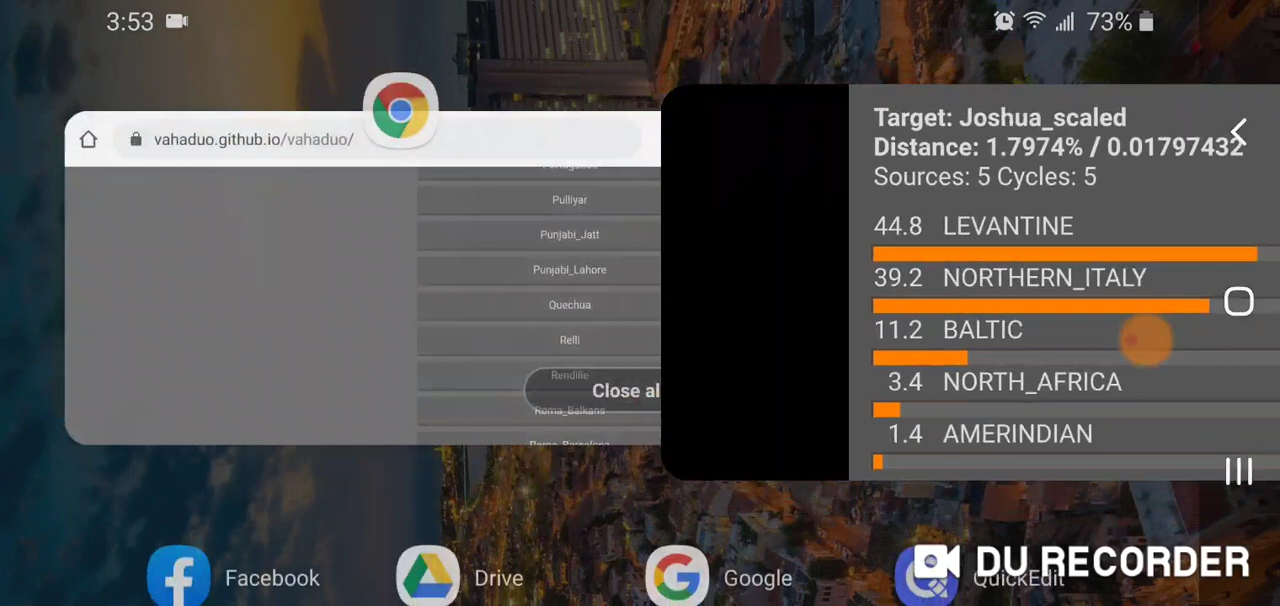 3:53
73%
vahaduo.github.io/vahaduo/
Pulliyar
Punjabi_Jatt
Punjabi_Lahore
Quechua
Relli
Rendille
Close al
Roma_Balkans
Target: Joshua_scaled
Distance: 1.7974% / 0.01797432
Sources: 5 Cycles: 5
44.8 LEVANTINE
39.2 NORTHERN_ITALY
11.2 BALTIC
3.4 NORTH_AFRICA
1.4 AMERINDIAN
Facebook
Drive
Google
QuickEdit
DU RECORDER